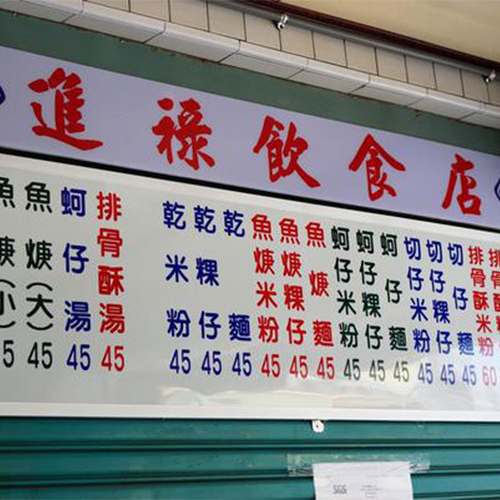 進祿飲食店
魚焿（小） 45
魚焿（大） 45
蚵仔湯 45
排骨酥湯 45
乾米粉 45
乾粿仔 45
乾麵 45
魚焿米粉 45
魚焿粿仔 45
魚焿麵 45
蚵仔米粉 45
蚵仔粿仔 45
蚵仔麵 45
切仔米粉 45
切仔粿仔 45
切仔麵 45
排骨酥米粉 60
排骨酥
SGS